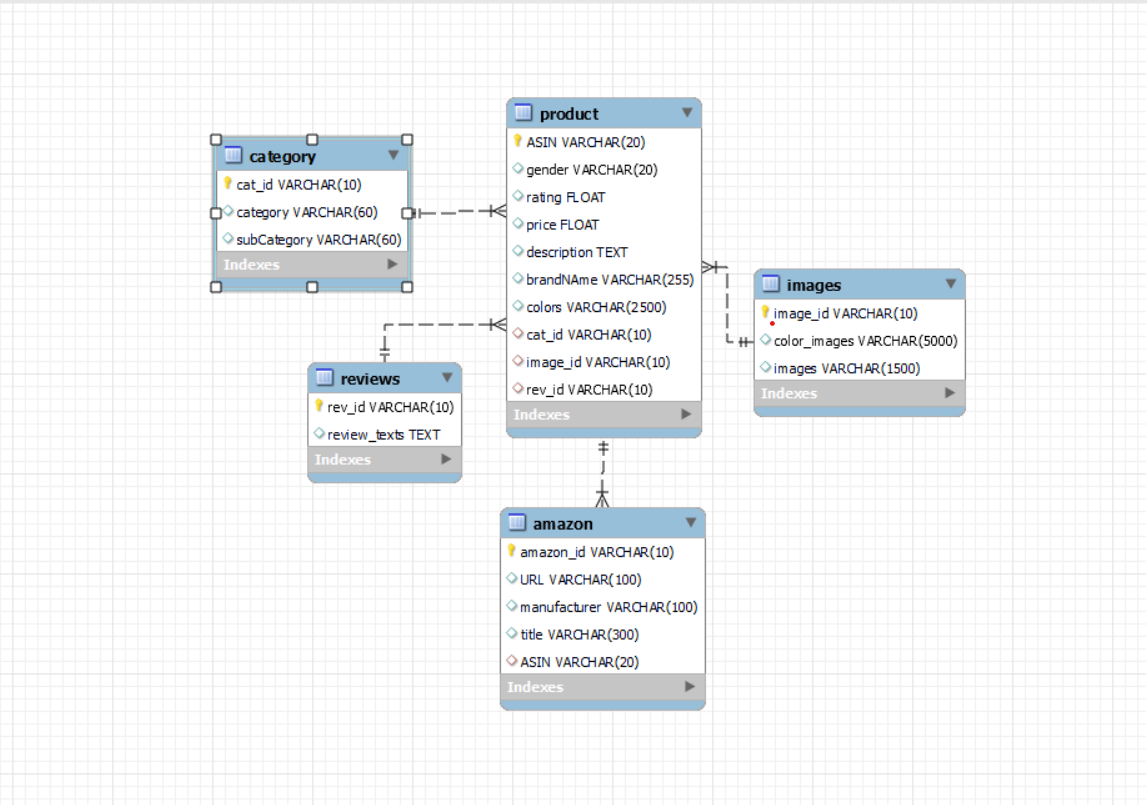 category
cat_id VARCHAR(10)
category VARCHAR(60)
subCategory VARCHAR(60)
Indexes
product
ASIN VARCHAR(20)
gender VARCHAR(20)
rating FLOAT
price FLOAT
description TEXT
brandNAme VARCHAR(255)
colors VARCHAR(2500)
cat_id VARCHAR(10)
image_id VARCHAR(10)
rev_id VARCHAR(10)
Indexes
images
image_id VARCHAR(10)
color_images VARCHAR(5000)
images VARCHAR(1500)
Indexes
reviews
rev_id VARCHAR(10)
review_texts TEXT
Indexes
amazon
amazon_id VARCHAR(10)
URL VARCHAR(100)
manufacturer VARCHAR(100)
title VARCHAR(300)
ASIN VARCHAR(20)
Indexes